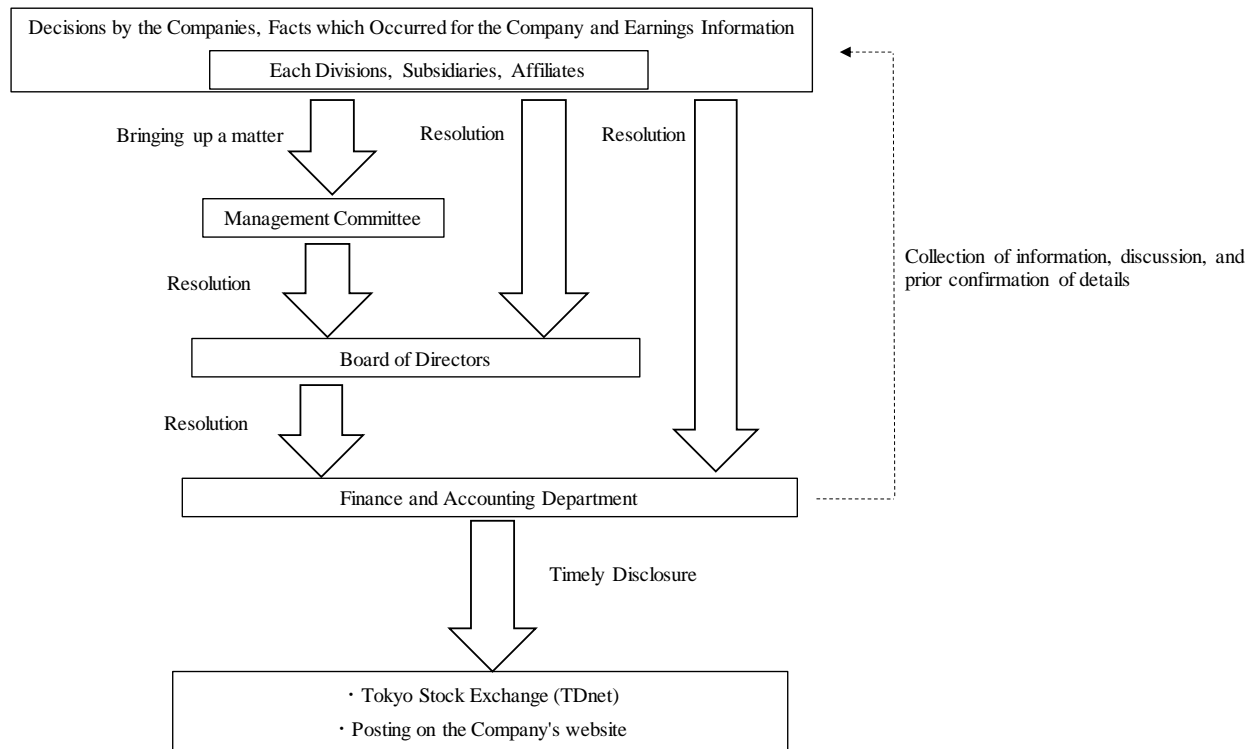 Decisions by the Companies, Facts which Occurred for the Company and Earnings Information
Each Divisions, Subsidiaries, Affiliates
Bringing up a matter
Resolution
Resolution
Management Committee
Collection of information, discussion, and
prior confirmation of details
Resolution
Board of Directors
Resolution
Finance and Accounting Department
Timely Disclosure
・Tokyo Stock Exchange (TDnet)
・Posting on the Company's website